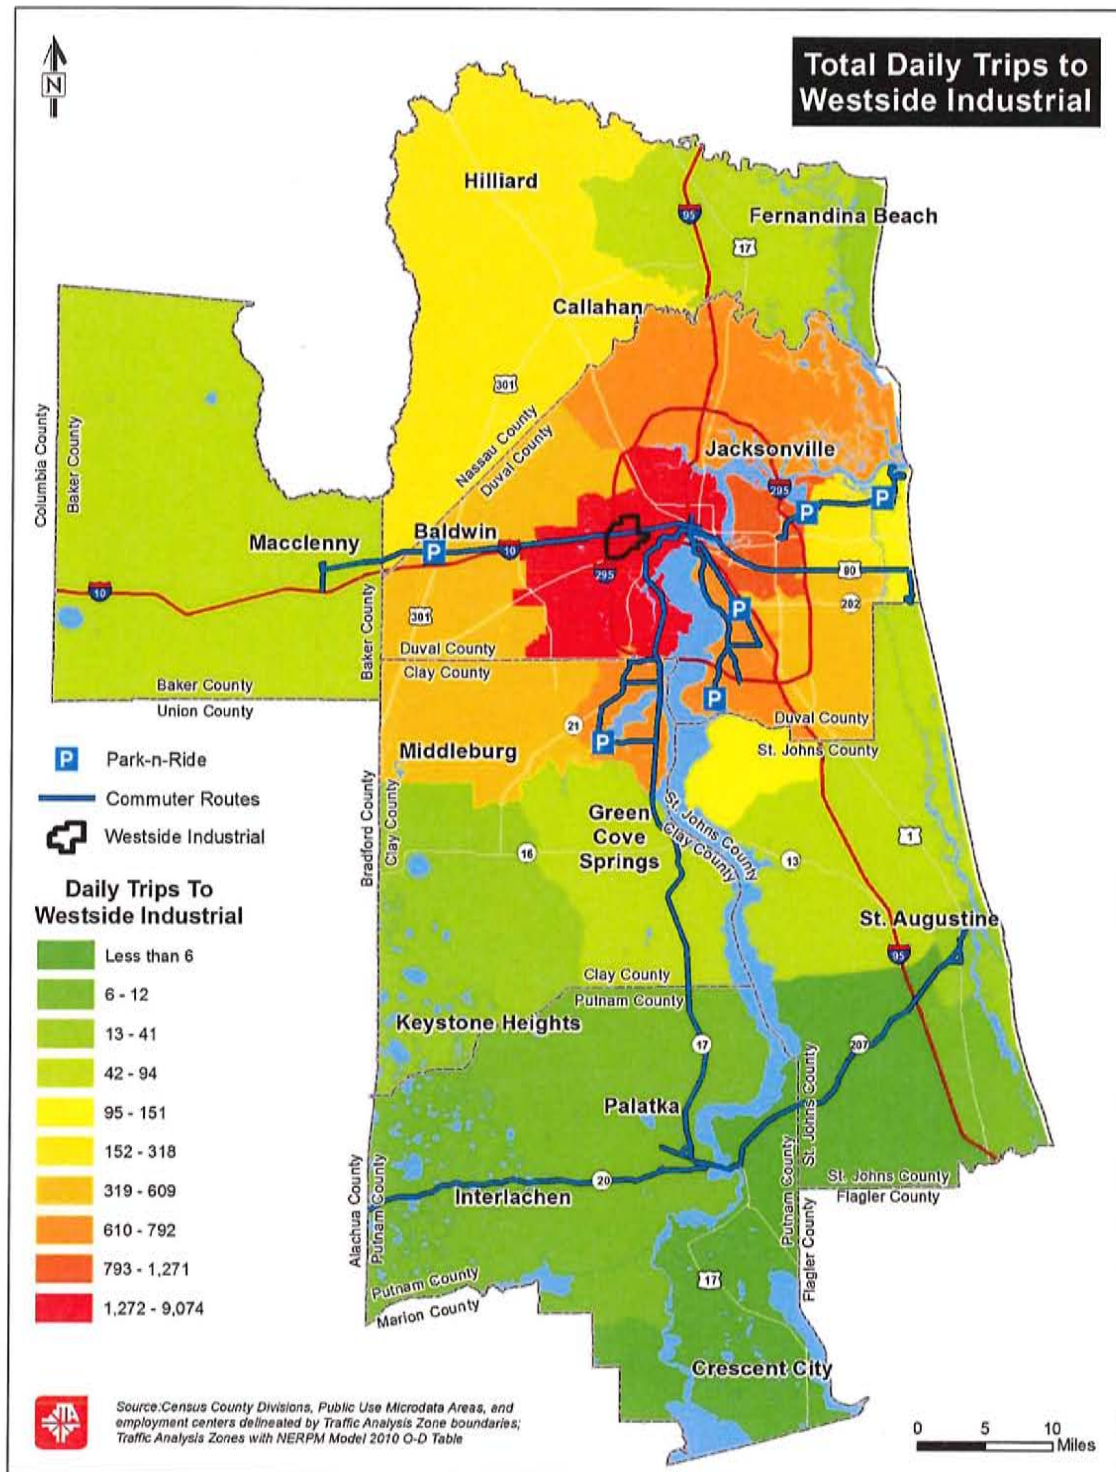 Total Daily Trips to
Westside Industrial
N
Hilliard
95
Fernandina Beach
17
Callahan
301
Columbia County
Baker County
Nassau County
Duval County
Jacksonville
295
P
P
Macclenny
Baldwin
P
10
10
295
90
202
301
P
Baker County
Duval County
Clay County
Baker County
Union County
P
Duval County
St. Johns County
21
P
Middleburg
P Park-n-Ride
Commuter Routes
Westside Industrial
Bradford County
Clay County
Green
Cove
Springs
St. Johns County
Clay County
16
13
1
Daily Trips To
Westside Industrial
St. Augustine
95
Less than 6
6 - 12
13 - 41
42 - 94
95 - 151
152 - 318
319 - 609
610 - 792
793 - 1,271
1,272 - 9,074
Clay County
Putnam County
Keystone Heights
17
207
Palatka
St. Johns County
Putnam County
20
Interlachen
St. Johns County
Flagler County
Alachua County
Putnam County
Flagler County
17
Putnam County
Marion County
Crescent City
JTA
Source:Census County Divisions, Public Use Microdata Areas, and
employment centers delineated by Traffic Analysis Zone boundaries;
Traffic Analysis Zones with NERPM Model 2010 O-D Table
0 5 10
Miles